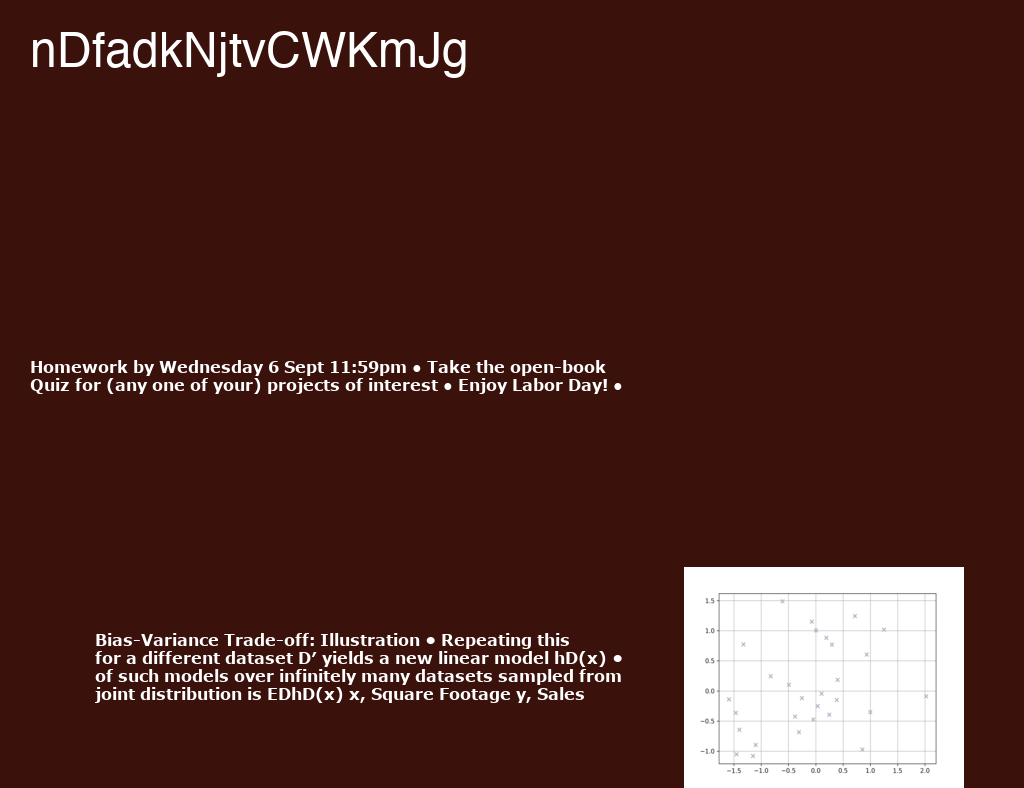 nDfadkNjtvCWKmJg
Homework by Wednesday 6 Sept 11:59pm ● Take the open-book
Quiz for (any one of your) projects of interest ● Enjoy Labor Day! ●
Bias-Variance Trade-off: Illustration ● Repeating this
for a different dataset D′ yields a new linear model hD(x) ●
of such models over infinitely many datasets sampled from
joint distribution is EDhD(x) x, Square Footage y, Sales
1.5
1.0
0.5
0.0
−0.5
−1.0
−1.5 −1.0 −0.5 0.0 0.5 1.0 1.5 2.0